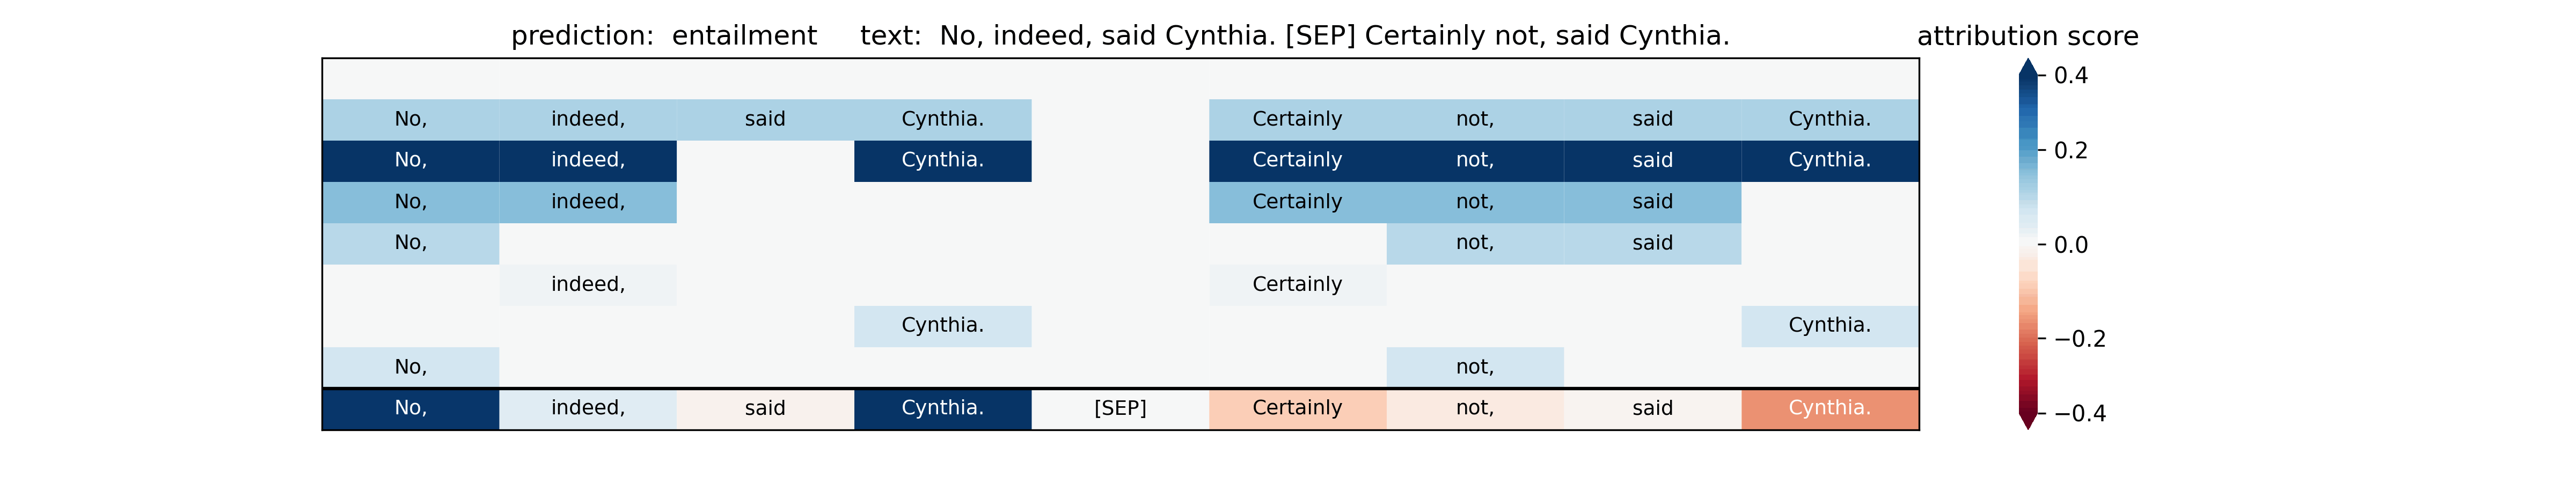 prediction: entailment text: No, indeed, said Cynthia. [SEP] Certainly not, said Cynthia.
attribution score
No, indeed, said Cynthia. Certainly not, said Cynthia.
No, indeed, Cynthia. Certainly not, said Cynthia.
No, indeed, Certainly not, said
No, not, said
indeed, Certainly
Cynthia. Cynthia.
No, not,
No, indeed, said Cynthia. [SEP] Certainly not, said Cynthia.
0.4
0.2
0.0
−0.2
−0.4